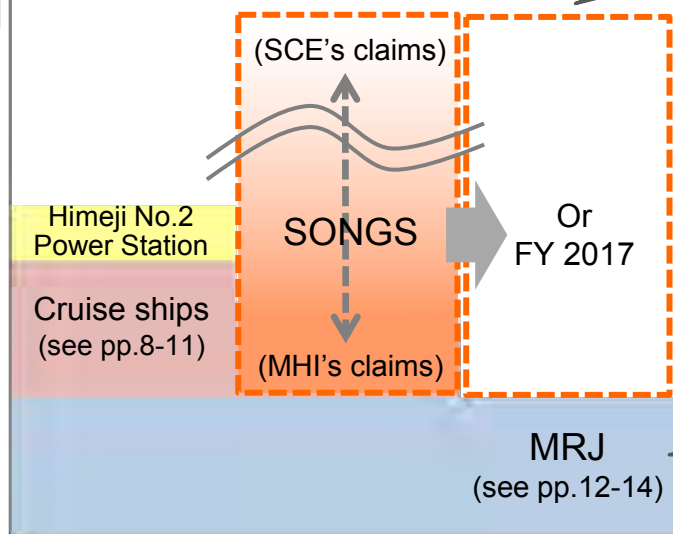 (SCE's claims)
Himeji No.2
Power Station
SONGS
Or
FY 2017
Cruise ships
(see pp.8-11)
(MHI's claims)
MRJ
(see pp.12-14)